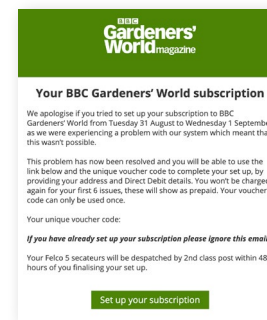 BBC
Gardeners'
World magazine
Your BBC Gardeners' World subscription
We apologise if you tried to set up your subscription to BBC
Gardeners' World from Tuesday 31 August to Wednesday 1 Septembe
as we were experiencing a problem with our system which meant tha
this wasn't possible.
This problem has now been resolved and you will be able to use the
link below and the unique voucher code to complete your set up, by
providing your address and Direct Debit details. You won't be charged
again for your first 6 issues, these will show as prepaid. Your voucher
code can only be used once.
Your unique voucher code:
If you have already set up your subscription please ignore this email
Your Felco 5 secateurs will be despatched by 2nd class post within 48
hours of you finalising your set up.
Set up your subscription